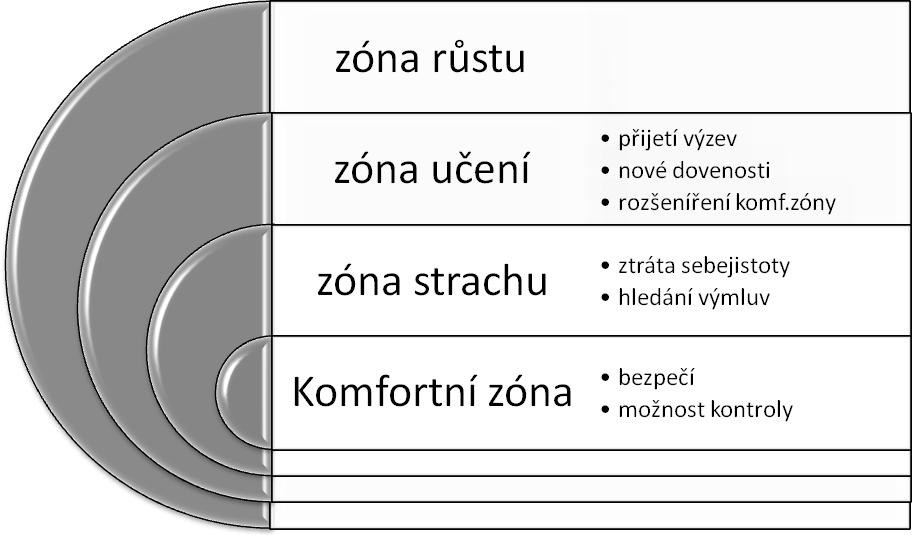 zóna růstu
zóna učení
• přijetí výzev
• nové dovenosti
• rozšeníření komf.zóny
zóna strachu
• ztráta sebejistoty
• hledání výmluv
Komfortní zóna
• bezpečí
• možnost kontroly